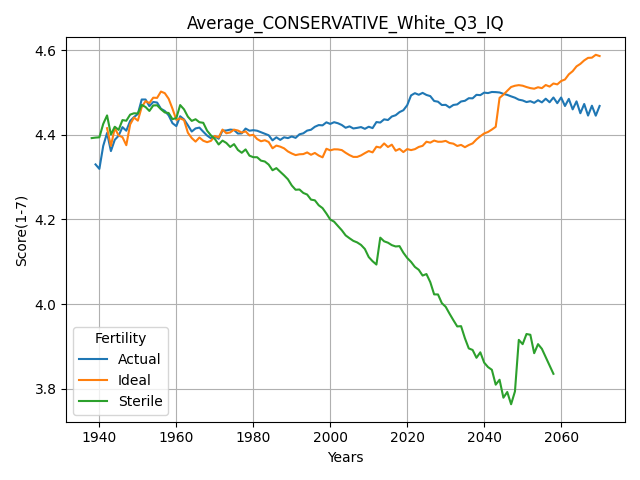 Average_CONSERVATIVE_White_Q3_IQ
Score(1-7)
4.6
4.4
4.2
4.0
3.8
Fertility
Actual
Ideal
Sterile
1940 1960 1980 2000 2020 2040 2060
Years